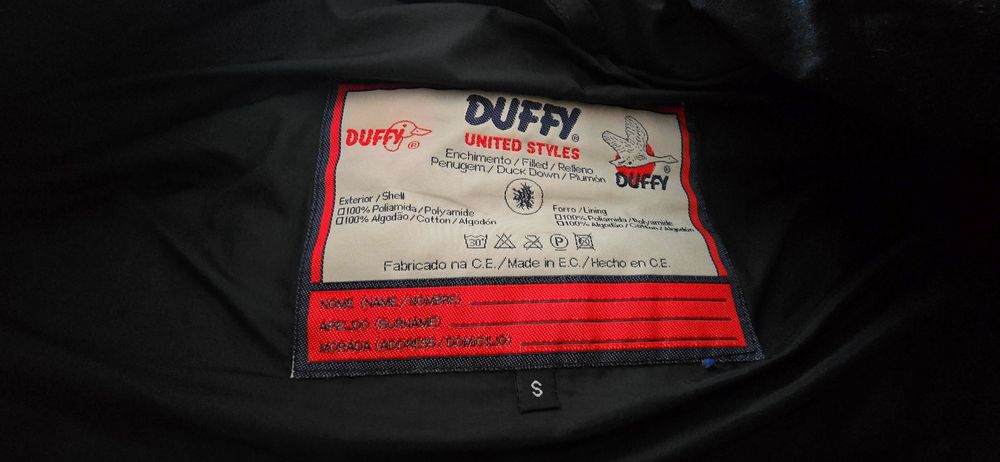 DUFFY®
UNITED STYLES
DUFFY®
DUFFY
Enchimento / Filled / Relleno
Penugem / Duck Down / Plumón
Exterior / Shell
100% Poliamida / Polyamide
100% Algodão / Cotton / Algodón
Forro / Lining
100% Poliamida / Polyamide
100% Algodão / Cotton / Algodón
30°
P
Fabricado na C.E. / Made in E.C. / Hecho en C.E.
NOME (NAME / NOMBRE)
APELIDO (SURNAME)
MORADA (ADDRESS / DOMICILIO)
S